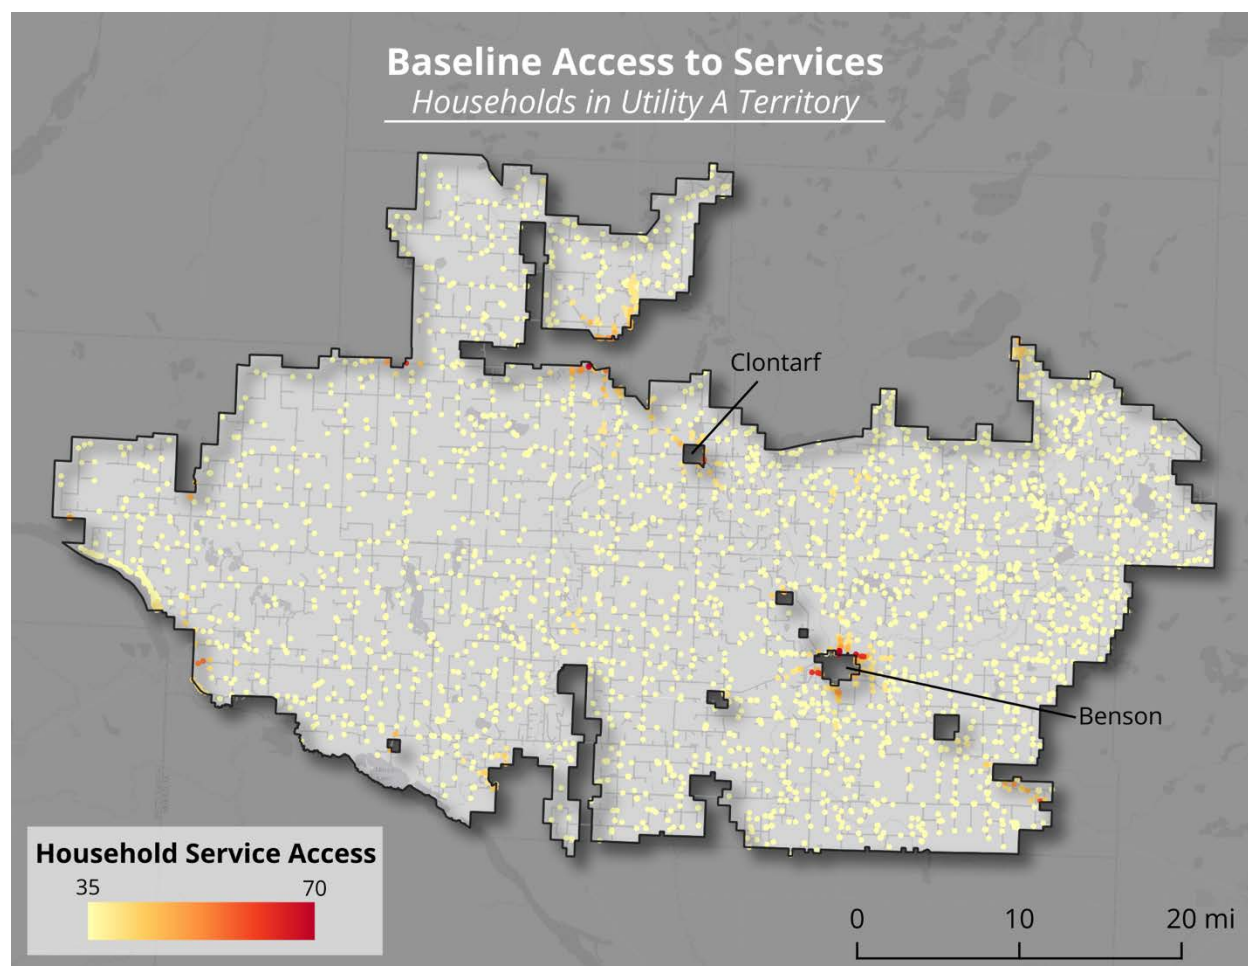 Baseline Access to Services
Households in Utility A Territory
Clontarf
Benson
Household Service Access
35 70
0 10 20 mi